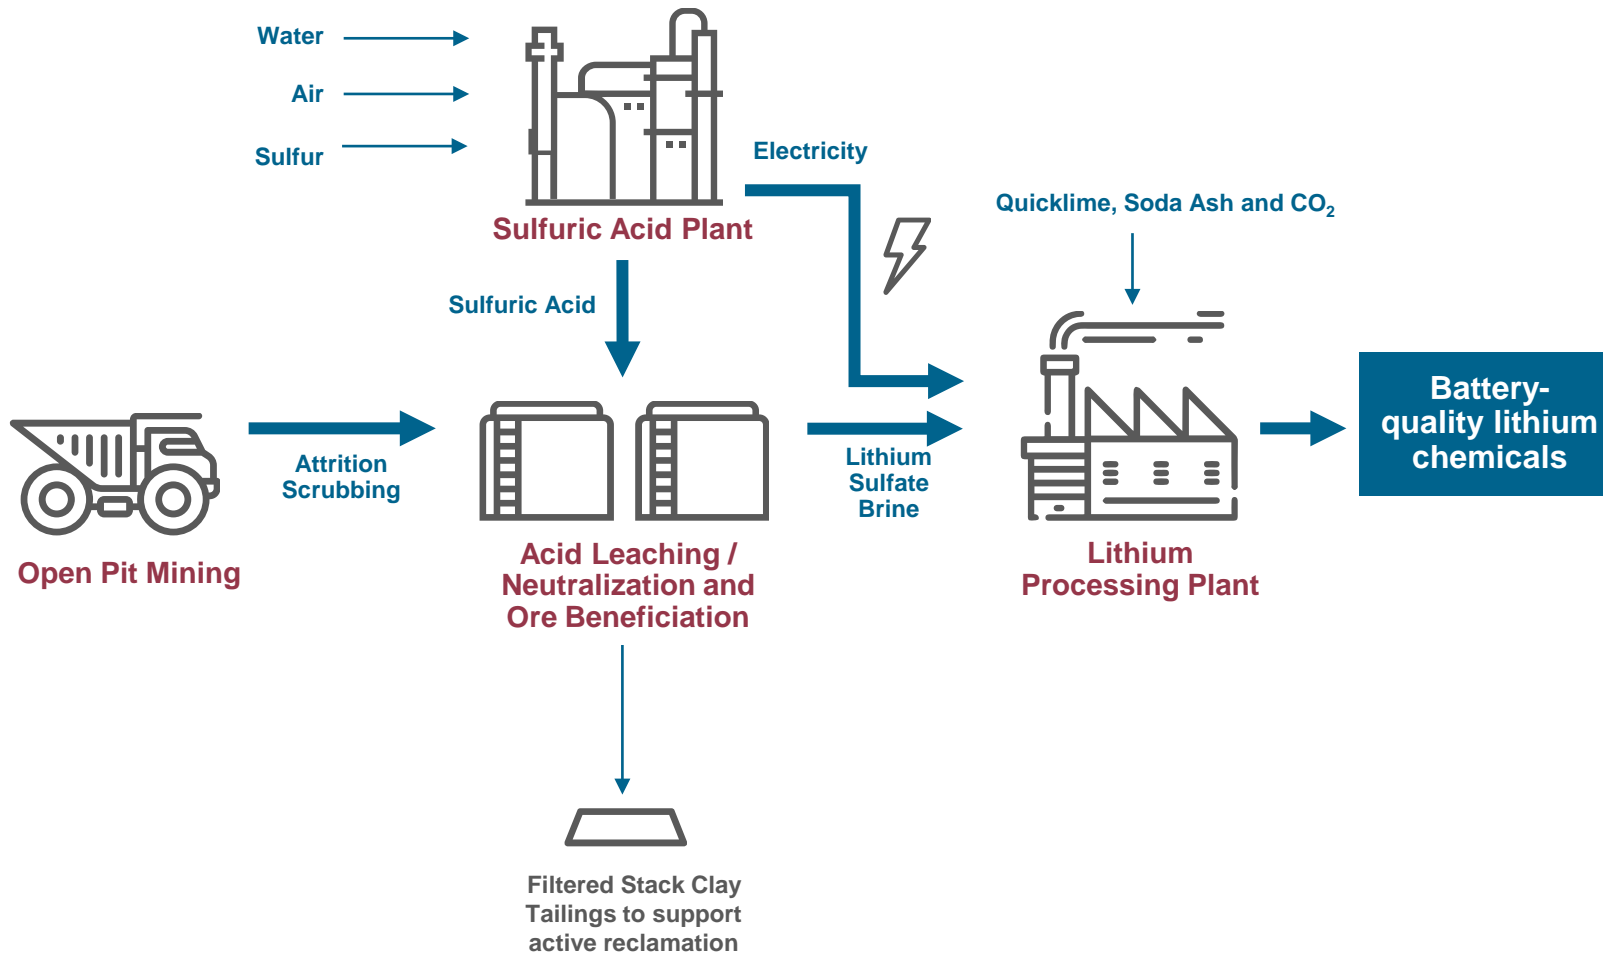 Water
Air
Sulfur
Sulfuric Acid Plant
Electricity
Quicklime, Soda Ash and CO₂
Sulfuric Acid
Attrition
Scrubbing
Open Pit Mining
Acid Leaching /
Neutralization and
Ore Beneficiation
Lithium
Sulfate
Brine
Lithium
Processing Plant
Battery-
quality lithium
chemicals
Filtered Stack Clay
Tailings to support
active reclamation